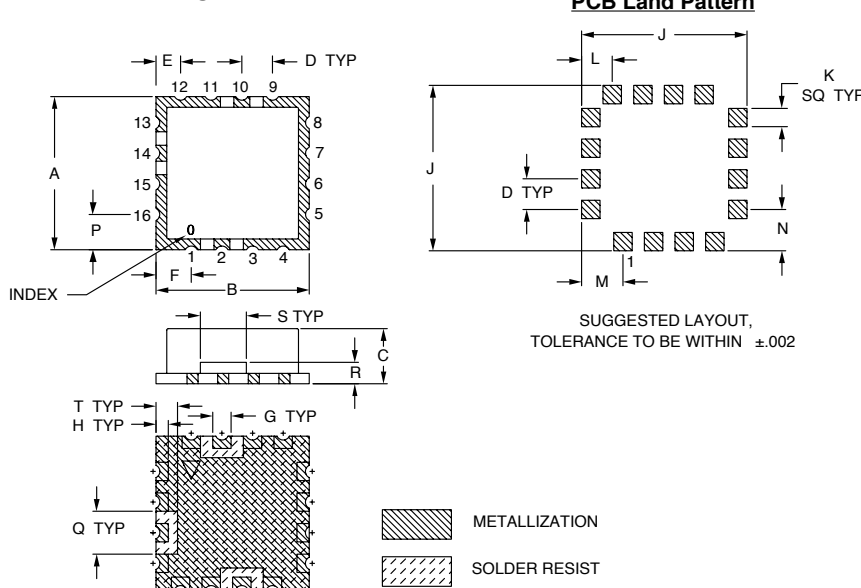 PCB Land Pattern
E
D TYP
12 11 10 9
13
14
15
16
8
7
6
5
A
P
0
1 2 3 4
F
B
INDEX
J
L
K
SQ TYP
J
D TYP
N
1
M
SUGGESTED LAYOUT,
TOLERANCE TO BE WITHIN ±.002
S TYP
C
R
T TYP
H TYP
G TYP
Q TYP
METALLIZATION
SOLDER RESIST